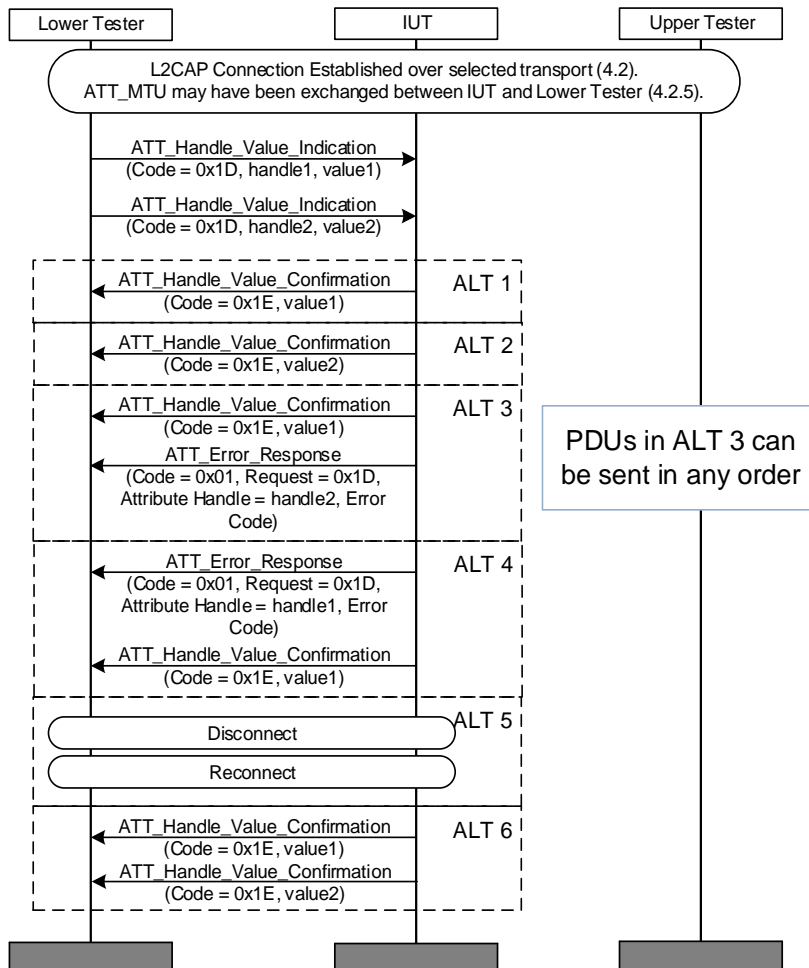 Lower Tester
IUT
Upper Tester
L2CAP Connection Established over selected transport (4.2).
ATT_MTU may have been exchanged between IUT and Lower Tester (4.2.5).
ATT_Handle_Value_Indication
(Code = 0x1D, handle1, value1)
ATT_Handle_Value_Indication
(Code = 0x1D, handle2, value2)
ATT_Handle_Value_Confirmation
(Code = 0x1E, value1)
ALT 1
ATT_Handle_Value_Confirmation
(Code = 0x1E, value2)
ALT 2
ATT_Handle_Value_Confirmation
(Code = 0x1E, value1)
ALT 3
ATT_Error_Response
(Code = 0x01, Request = 0x1D,
Attribute Handle = handle2, Error
Code)
PDUs in ALT 3 can
be sent in any order
ATT_Error_Response
(Code = 0x01, Request = 0x1D,
Attribute Handle = handle1, Error
Code)
ALT 4
ATT_Handle_Value_Confirmation
(Code = 0x1E, value1)
ALT 5
Disconnect
Reconnect
ATT_Handle_Value_Confirmation
(Code = 0x1E, value1)
ALT 6
ATT_Handle_Value_Confirmation
(Code = 0x1E, value2)